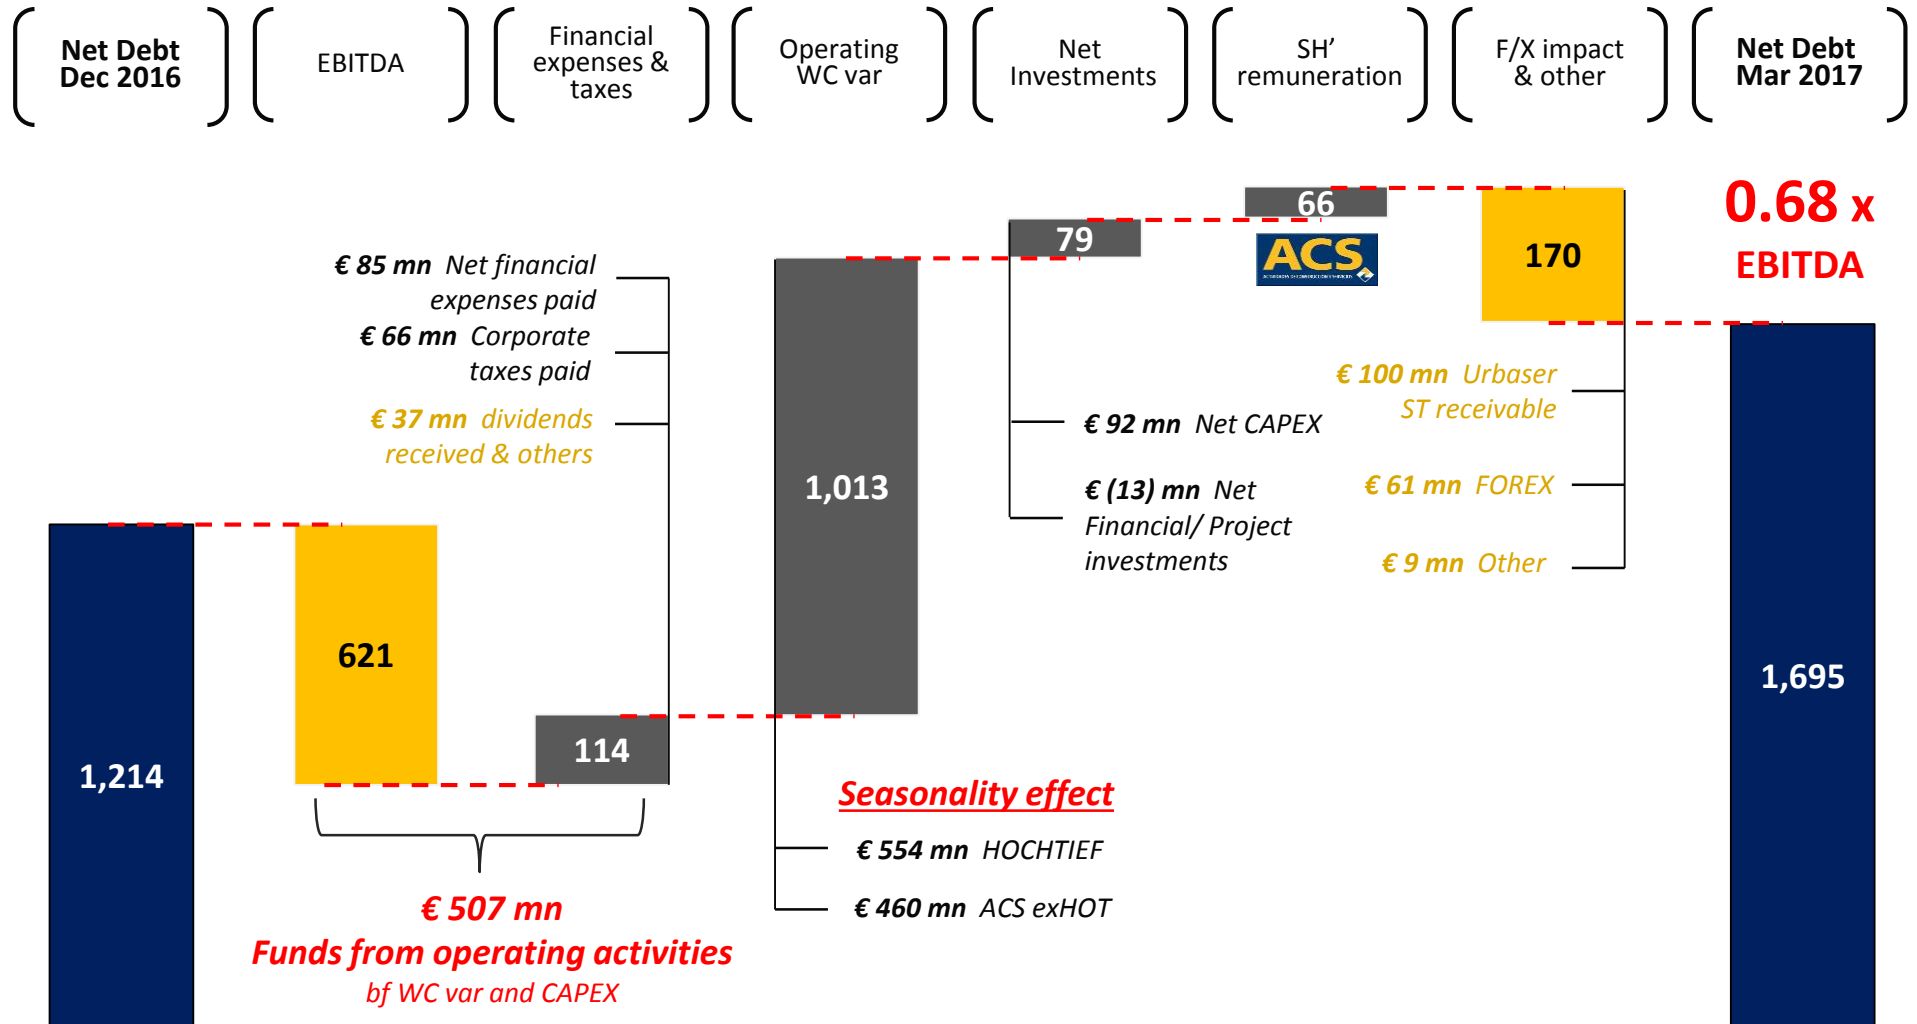 Net Debt
Dec 2016
EBITDA
Financial
expenses &
taxes
Operating
WC var
Net
Investments
SH’
remuneration
F/X impact
& other
Net Debt
Mar 2017
0.68 x
EBITDA
66
79
ACS
170
€ 85 mn Net financial
expenses paid
€ 66 mn Corporate
taxes paid
€ 37 mn dividends
received & others
€ 100 mn Urbaser
ST receivable
€ 92 mn Net CAPEX
€ (13) mn Net
Financial/ Project
investments
€ 61 mn FOREX
€ 9 mn Other
1,013
621
114
1,214
1,695
Seasonality effect
€ 554 mn HOCHTIEF
€ 460 mn ACS exHOT
€ 507 mn
Funds from operating activities
bf WC var and CAPEX